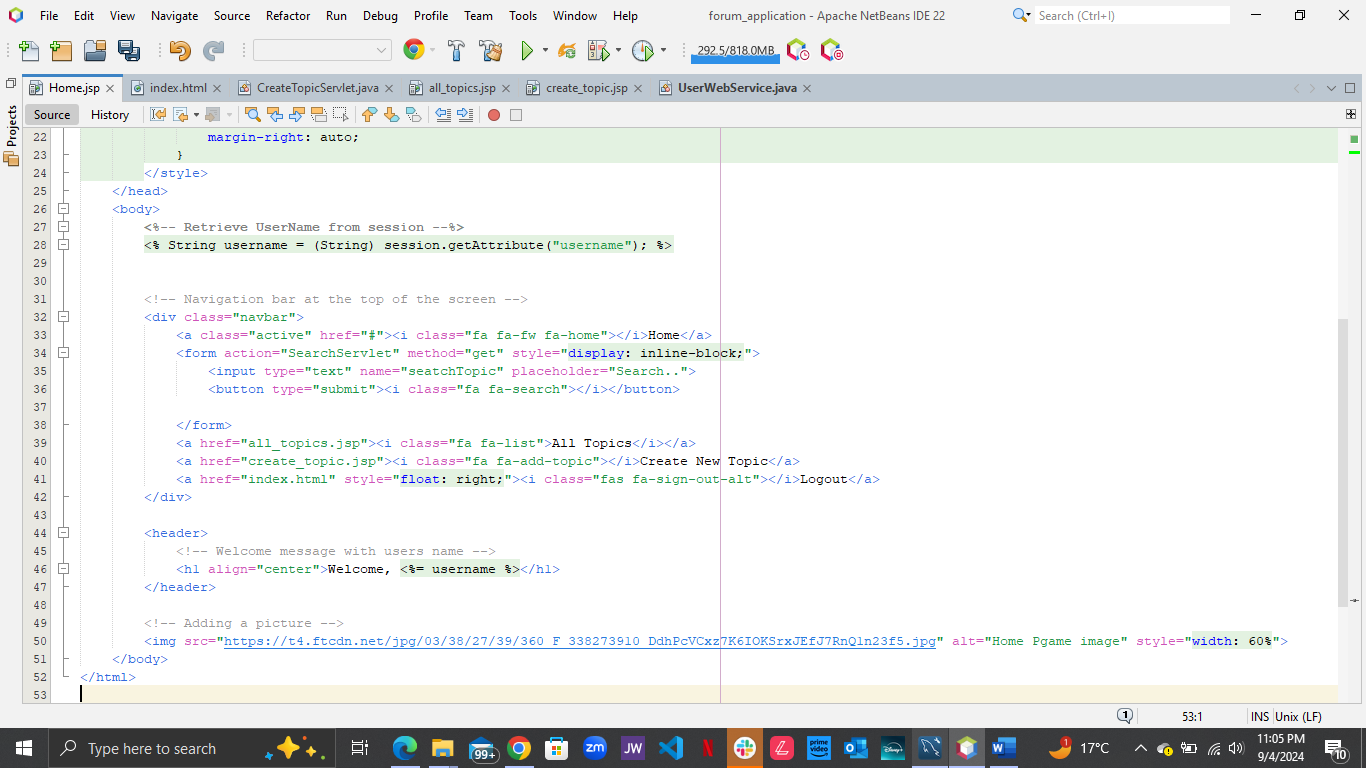 File Edit View Navigate Source Refactor Run Debug Profile Team Tools Window Help forum_application - Apache NetBeans IDE 22 Search (Ctrl+I)
292.5/818.0MB
Home.jsp index.html CreateTopicServlet.java all_topics.jsp create_topic.jsp UserWebService.java
Projects
Source History
22 margin-right: auto;
23 }
24 </style>
25 </head>
26 <body>
27 <%-- Retrieve UserName from session --%>
28 <% String username = (String) session.getAttribute("username"); %>
29
30
31 <!-- Navigation bar at the top of the screen -->
32 <div class="navbar">
33 <a class="active" href="#"><i class="fa fa-fw fa-home"></i>Home</a>
34 <form action="SearchServlet" method="get" style="display: inline-block;">
35 <input type="text" name="seatchTopic" placeholder="Search..">
36 <button type="submit"><i class="fa fa-search"></i></button>
37
38 </form>
39 <a href="all_topics.jsp"><i class="fa fa-list">All Topics</i></a>
40 <a href="create_topic.jsp"><i class="fa fa-add-topic"></i>Create New Topic</a>
41 <a href="index.html" style="float: right;"><i class="fas fa-sign-out-alt"></i>Logout</a>
42 </div>
43
44 <header>
45 <!-- Welcome message with users name -->
46 <h1 align="center">Welcome, <%= username %></h1>
47 </header>
48
49 <!-- Adding a picture -->
50 <img src="https://t4.ftcdn.net/jpg/03/38/27/39/360_F_338273910_DdhPcVCxz7K6IOKSrxJEfJ7RnQln23f5.jpg" alt="Home Pgame image" style="width: 60%">
51 </body>
52 </html>
53
1 53:1 INS Unix (LF)
Type here to search 99+ zm JW N prime video Disney+ W 1 17°C 11:05 PM
9/4/2024 10